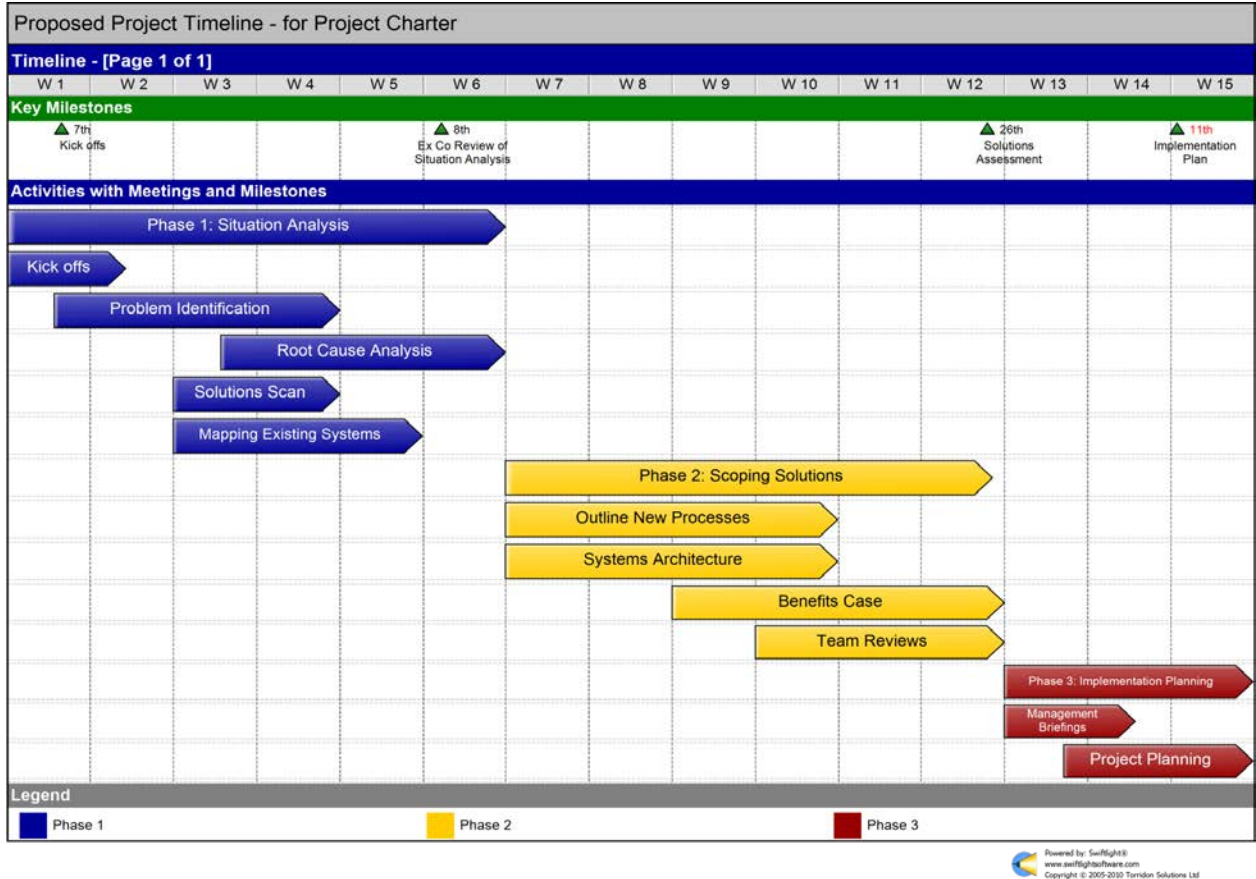 Proposed Project Timeline - for Project Charter
Timeline - [Page 1 of 1]
W 1 W 2 W 3 W 4 W 5 W 6 W 7 W 8 W 9 W 10 W 11 W 12 W 13 W 14 W 15
Key Milestones
7th
Kick offs
8th
Ex Co Review of
Situation Analysis
26th
Solutions
Assessment
11th
Implementation
Plan
Activities with Meetings and Milestones
Phase 1: Situation Analysis
Kick offs
Problem Identification
Root Cause Analysis
Solutions Scan
Mapping Existing Systems
Phase 2: Scoping Solutions
Outline New Processes
Systems Architecture
Benefits Case
Team Reviews
Phase 3: Implementation Planning
Management
Briefings
Project Planning
Legend
Phase 1
Phase 2
Phase 3
Powered by: Swiftlight®
www.swiftlightsoftware.com
Copyright © 2005-2010 Torridon Solutions Ltd